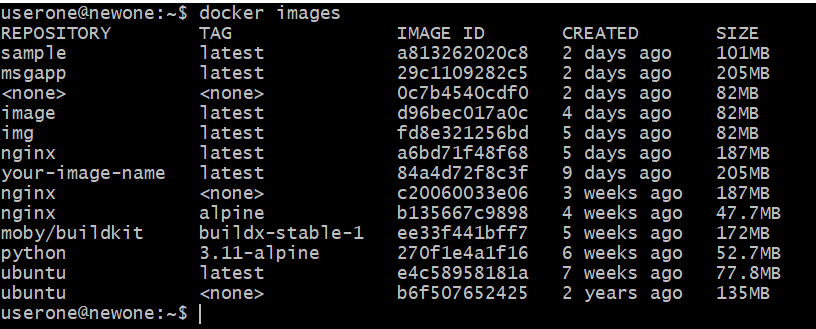 userone@newone:~$ docker images
REPOSITORY TAG IMAGE ID CREATED SIZE
sample latest a813262020c8 2 days ago 101MB
msgapp latest 29c1109282c5 2 days ago 205MB
<none> <none> 0c7b4540cdf0 2 days ago 82MB
image latest d96bec017a0c 4 days ago 82MB
img latest fd8e321256bd 5 days ago 82MB
nginx latest a6bd71f48f68 5 days ago 187MB
your-image-name latest 84a4d72f8c3f 9 days ago 205MB
nginx <none> c20060033e06 3 weeks ago 187MB
nginx alpine b135667c9898 4 weeks ago 47.7MB
moby/buildkit buildx-stable-1 ee33f441bff7 5 weeks ago 172MB
python 3.11-alpine 270f1e4a1f16 6 weeks ago 52.7MB
ubuntu latest e4c58958181a 7 weeks ago 77.8MB
ubuntu <none> b6f507652425 2 years ago 135MB
userone@newone:~$